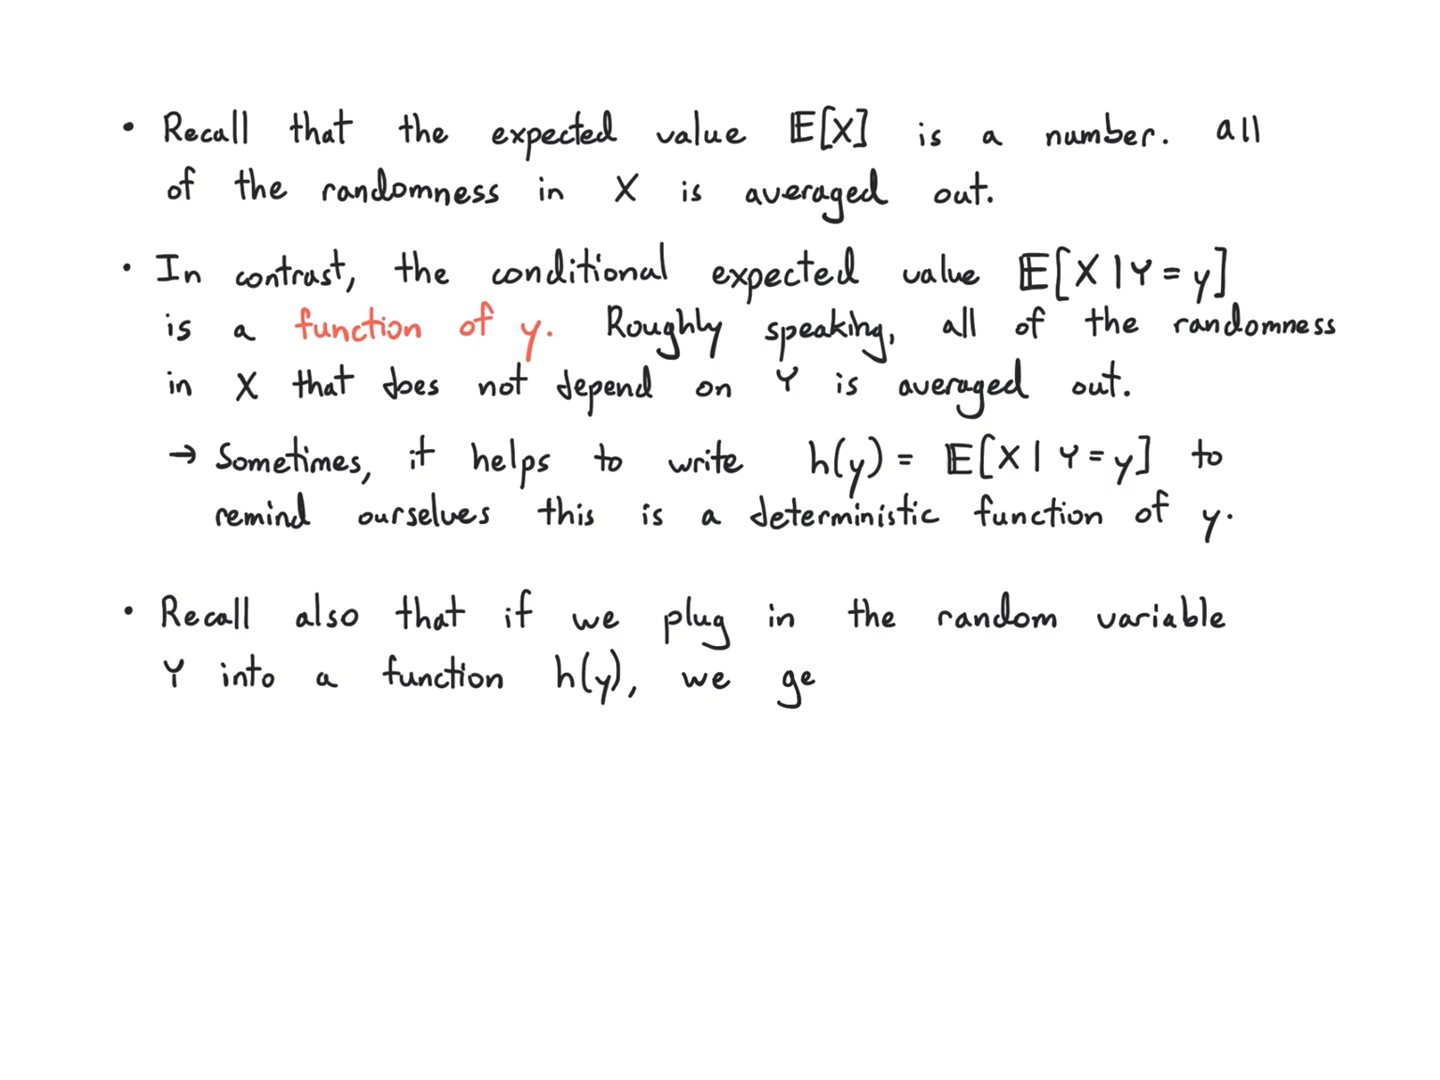 • Recall that the expected value 𝔼[X] is a number. all
of the randomness in X is averaged out.
• In contrast, the conditional expected value 𝔼[X|Y=y]
is a function of y. Roughly speaking, all of the randomness
in X that does not depend on Y is averaged out.
→ Sometimes, it helps to write h(y) = 𝔼[X|Y=y] to
remind ourselves this is a deterministic function of y.
• Recall also that if we plug in the random variable
Y into a function h(y), we ge